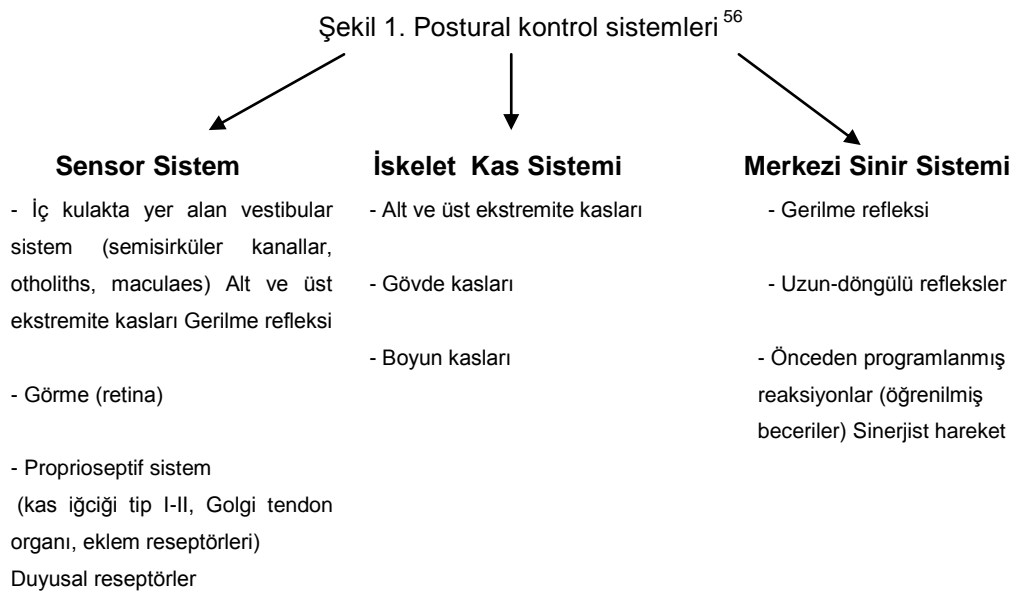 Şekil 1. Postural kontrol sistemleri 56
Sensor Sistem
- İç kulakta yer alan vestibular
sistem (semisirküler kanallar,
otholiths, maculaes) Alt ve üst
ekstremite kasları Gerilme refleksi
- Görme (retina)
- Proprioseptif sistem
(kas iğciği tip I-II, Golgi tendon
organı, eklem reseptörleri)
Duyusal reseptörler
İskelet Kas Sistemi
- Alt ve üst ekstremite kasları
- Gövde kasları
- Boyun kasları
Merkezi Sinir Sistemi
- Gerilme refleksi
- Uzun-döngülü refleksler
- Önceden programlanmış
reaksiyonlar (öğrenilmiş
beceriler) Sinerjist hareket